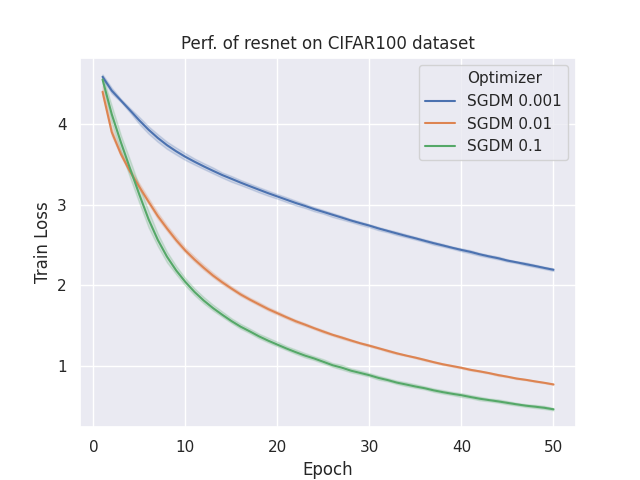 Perf. of resnet on CIFAR100 dataset
Optimizer
SGDM 0.001
SGDM 0.01
SGDM 0.1
4
3
2
1
Train Loss
0 10 20 30 40 50
Epoch